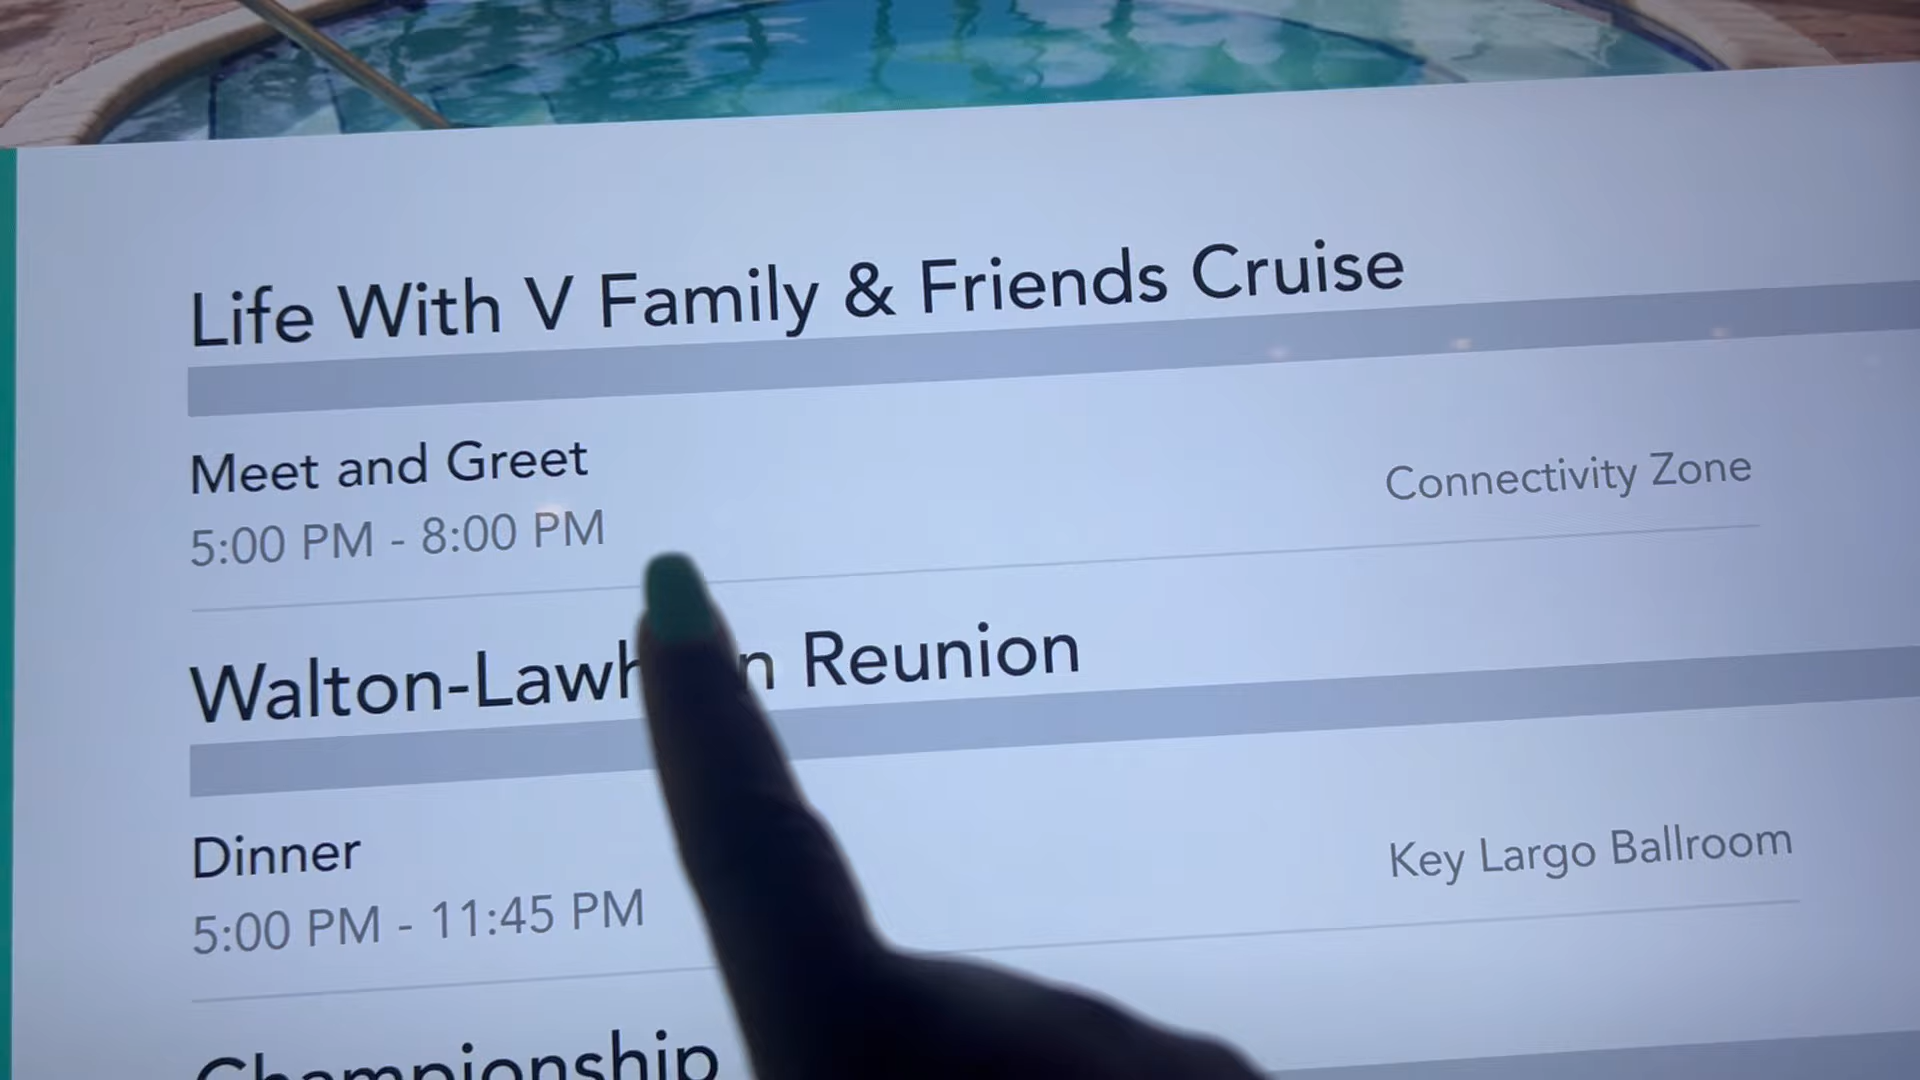 Life With V Family & Friends Cruise
Meet and Greet
5:00 PM - 8:00 PM
Connectivity Zone
Reunion
Dinner
5:00 PM - 11:45 PM
Key Largo Ballroom
Championship